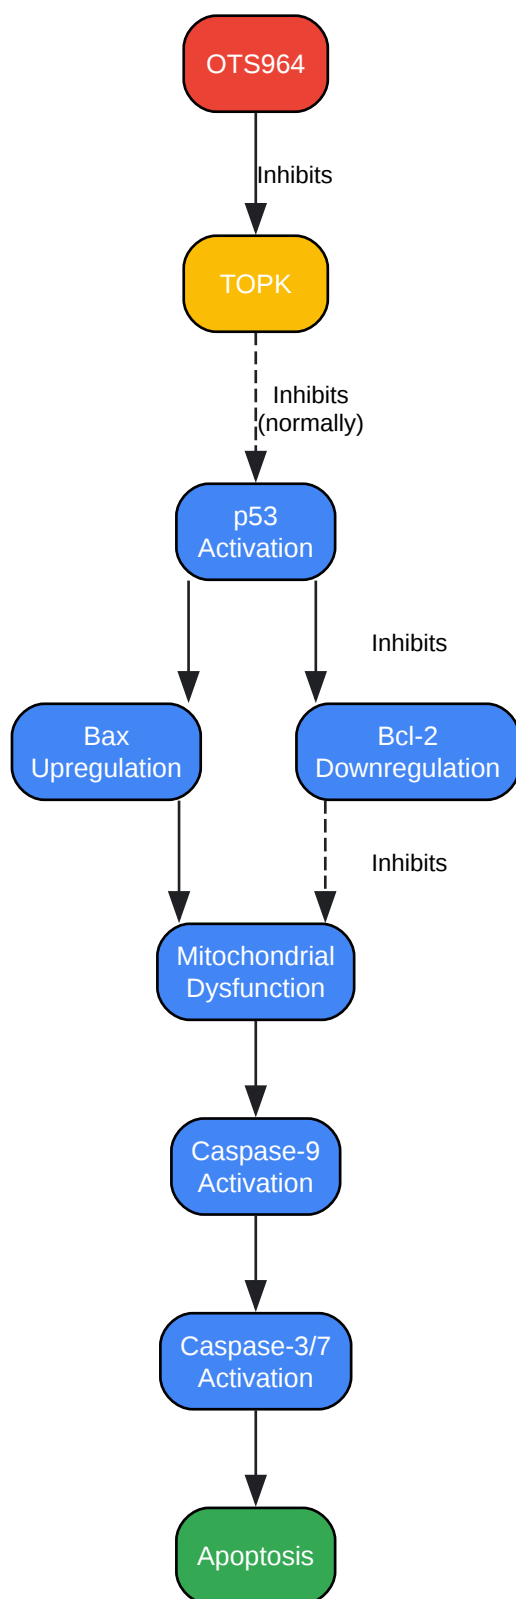 OTS964
Inhibits
TOPK
Inhibits
(normally)
p53
Activation
Inhibits
Bax
Upregulation
Bcl-2
Downregulation
Inhibits
Mitochondrial
Dysfunction
Caspase-9
Activation
Caspase-3/7
Activation
Apoptosis